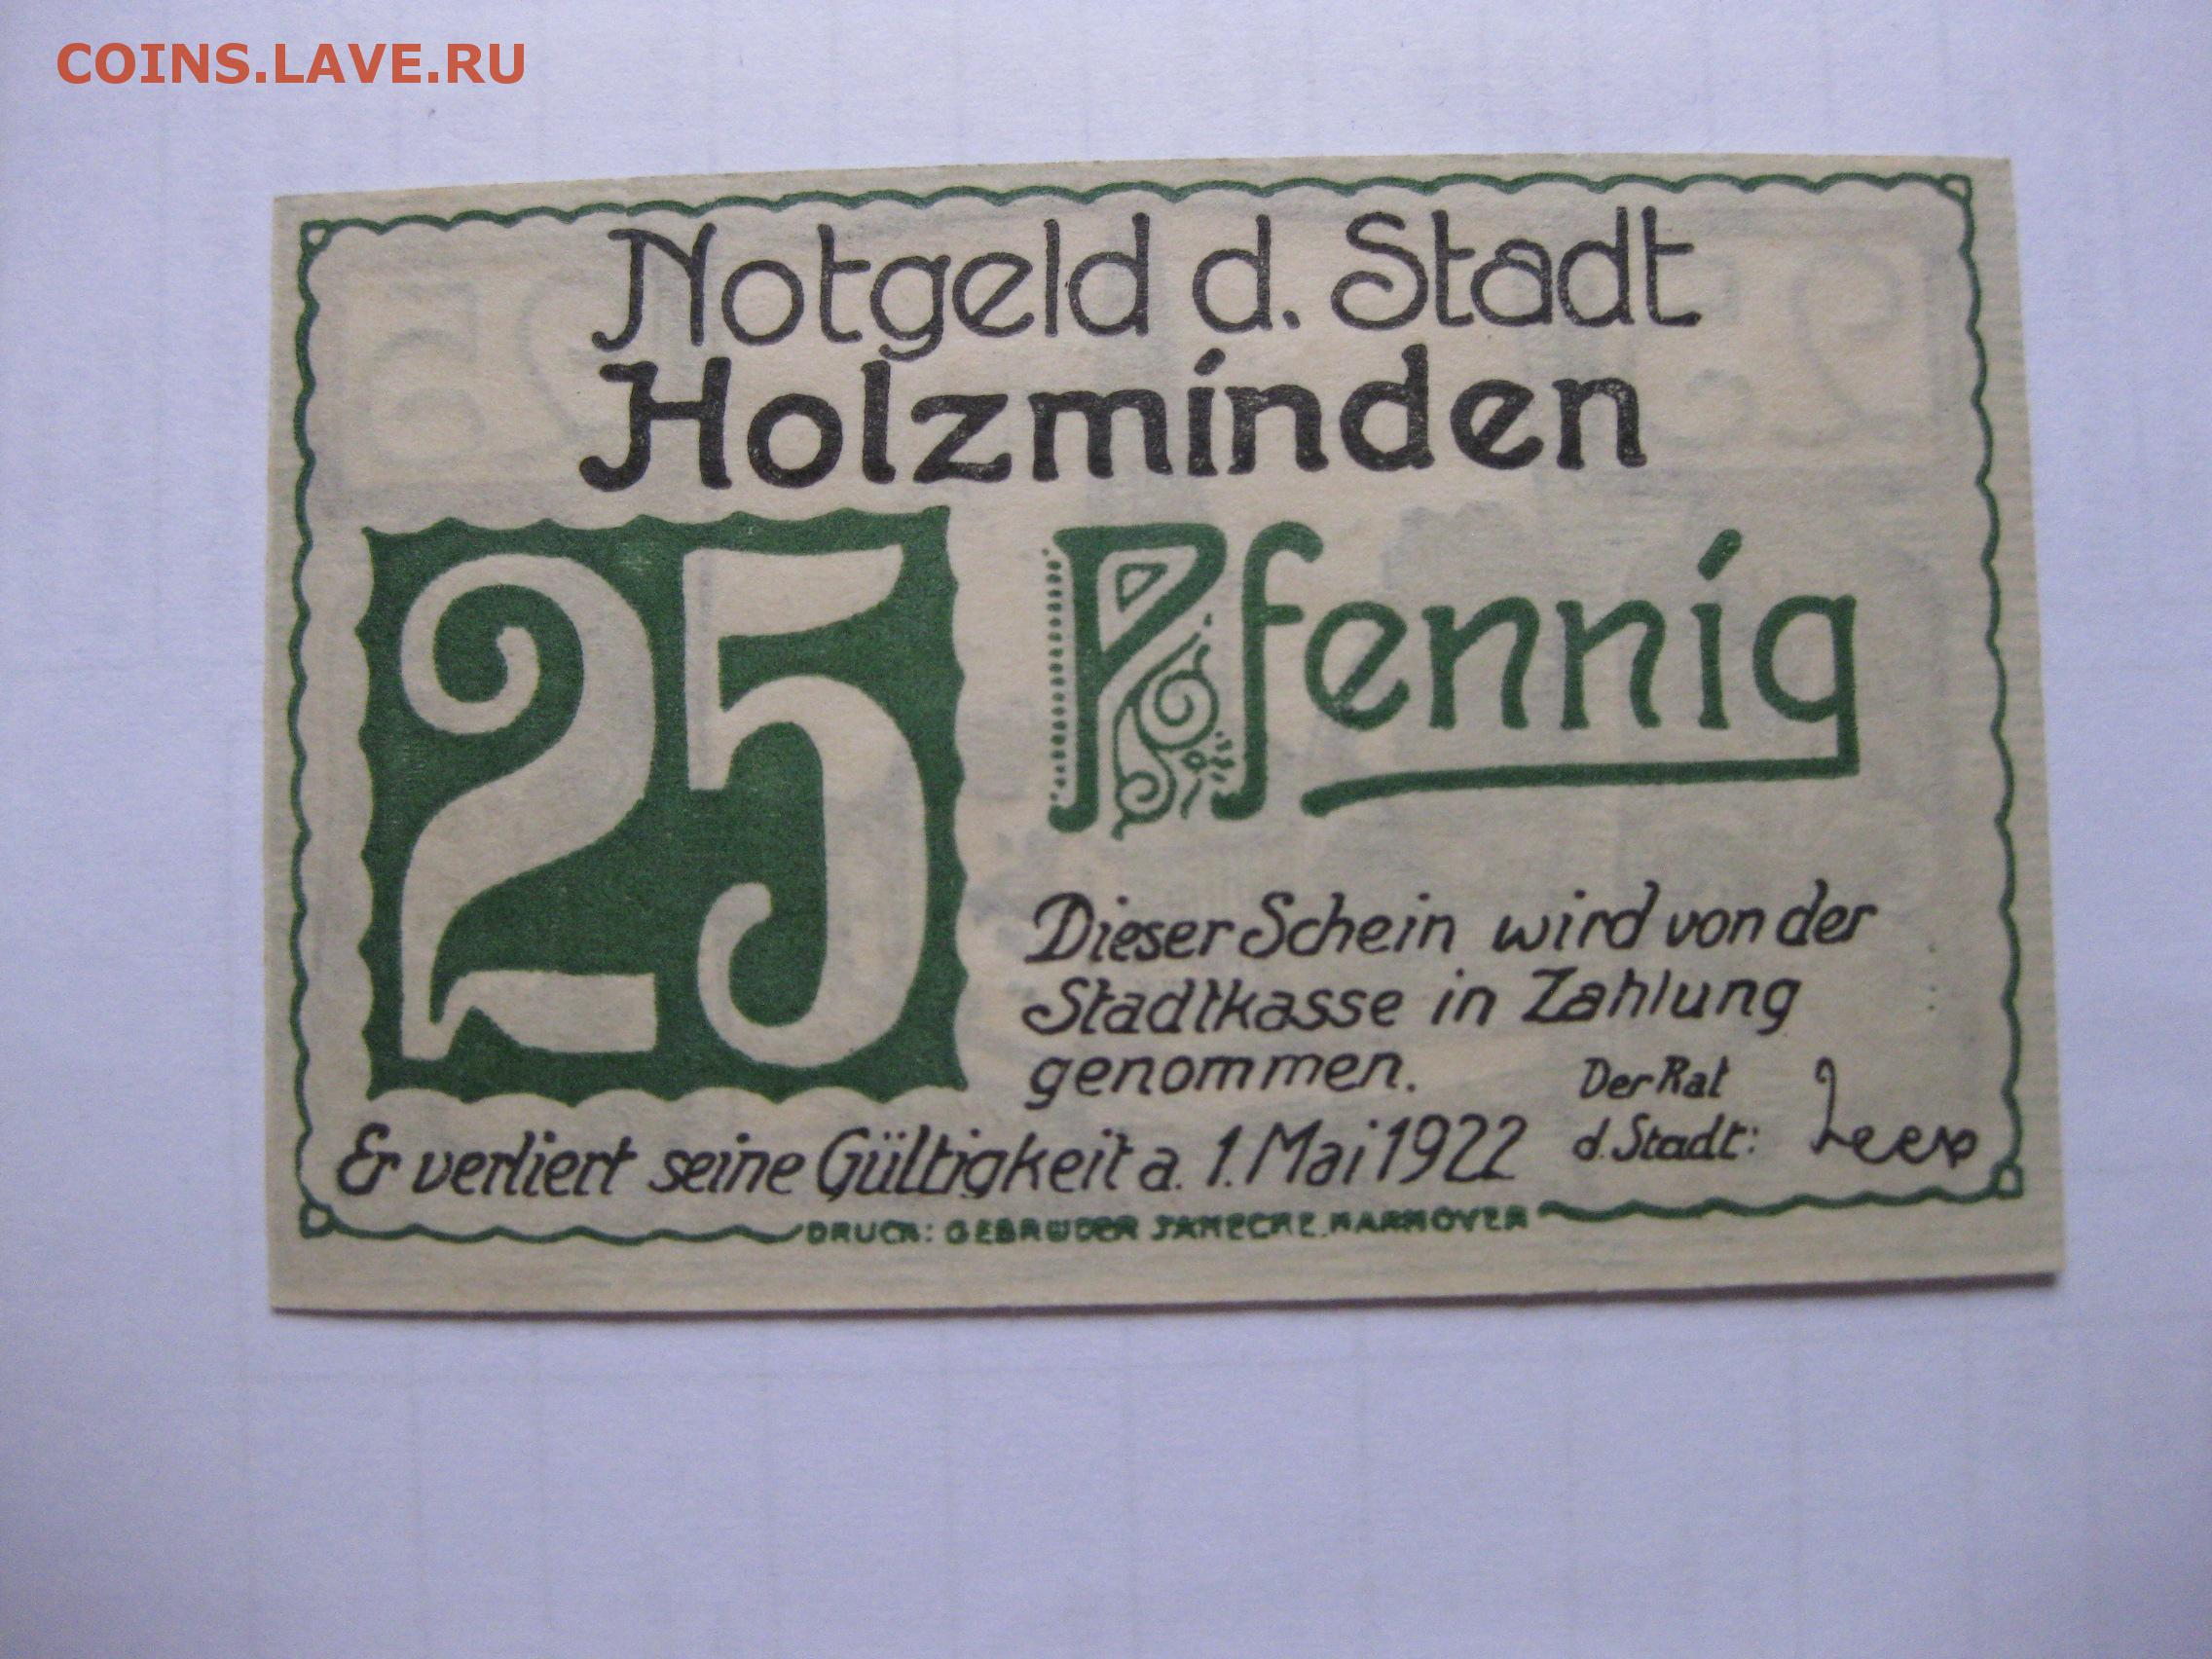 COINS.LAVE.RU
Notgeld d. Stadt
Holzminden
25 Pfennig
Dieser Schein wird von der
Stadtkasse in Zahlung
genommen.
Der Rat
d. Stadt:
Er verliert seine Gültigkeit a. 1. Mai 1922
DRUCK: GEBRÜDER JÄNECKE, HANNOVER